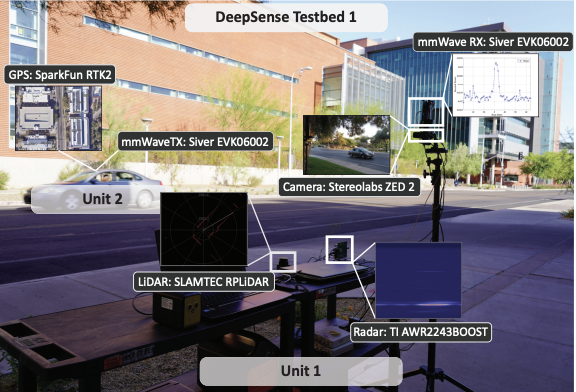 DeepSense Testbed 1
mmWave RX: Siver EVK06002
GPS: SparkFun RTK2
mmWaveTX: Siver EVK06002
Camera: Stereolabs ZED 2
Unit 2
LiDAR: SLAMTEC RPLiDAR
Radar: TI AWR2243BOOST
Unit 1